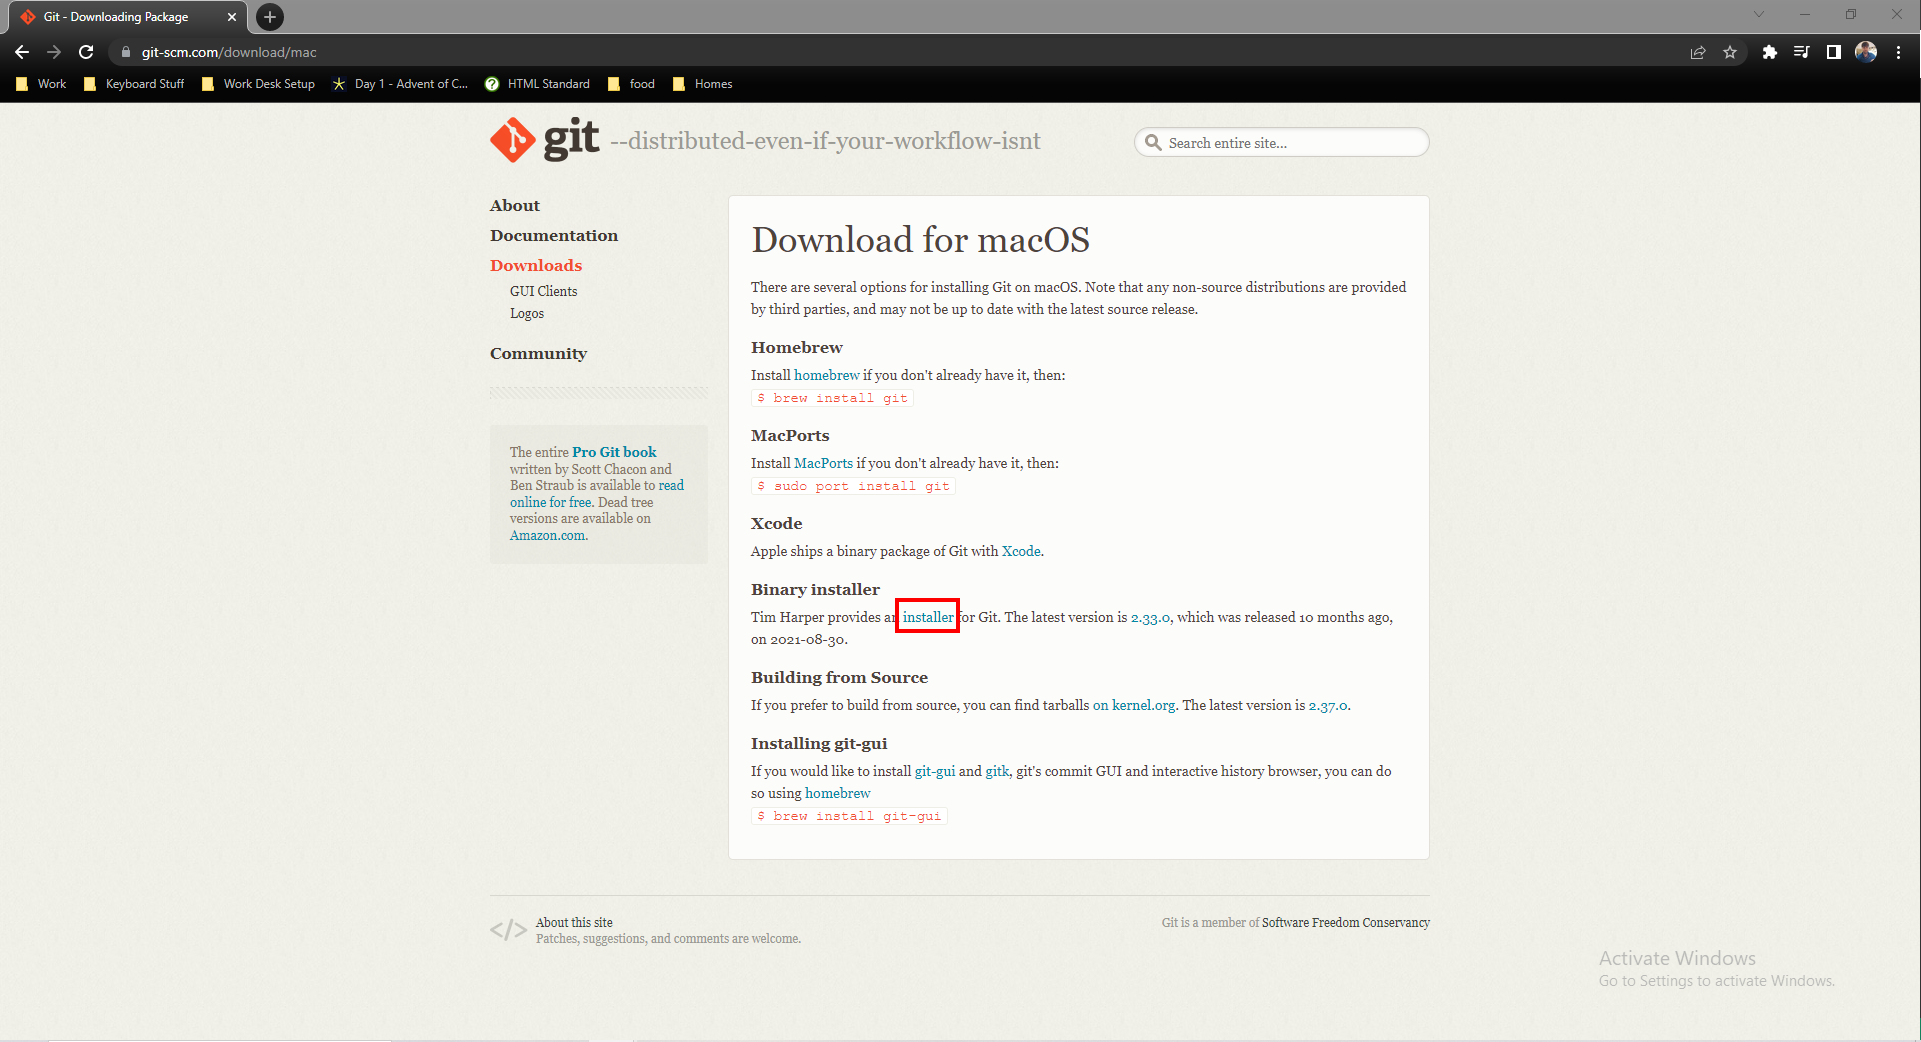 Git - Downloading Package
git-scm.com/download/mac
Work
Keyboard Stuff
Work Desk Setup
Day 1 - Advent of C...
HTML Standard
food
Homes
git --distributed-even-if-your-workflow-isnt
Search entire site...
About
Documentation
Downloads
GUI Clients
Logos
Community
The entire Pro Git book
written by Scott Chacon and
Ben Straub is available to read
online for free. Dead tree
versions are available on
Amazon.com.
Download for macOS
There are several options for installing Git on macOS. Note that any non-source distributions are provided
by third parties, and may not be up to date with the latest source release.
Homebrew
Install homebrew if you don't already have it, then:
$ brew install git
MacPorts
Install MacPorts if you don't already have it, then:
$ sudo port install git
Xcode
Apple ships a binary package of Git with Xcode.
Binary installer
Tim Harper provides an installer for Git. The latest version is 2.33.0, which was released 10 months ago,
on 2021-08-30.
Building from Source
If you prefer to build from source, you can find tarballs on kernel.org. The latest version is 2.37.0.
Installing git-gui
If you would like to install git-gui and gitk, git's commit GUI and interactive history browser, you can do
so using homebrew
$ brew install git-gui
</> About this site
Patches, suggestions, and comments are welcome.
Git is a member of Software Freedom Conservancy
Activate Windows
Go to Settings to activate Windows.